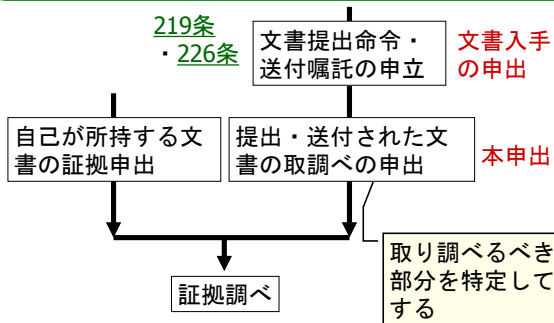 219条
・226条
文書提出命令・
送付嘱託の申立
文書入手
の申出
自己が所持する文
書の証拠申出
提出・送付された文
書の取調べの申出
本申出
取り調べるべき
部分を特定して
する
証拠調べ